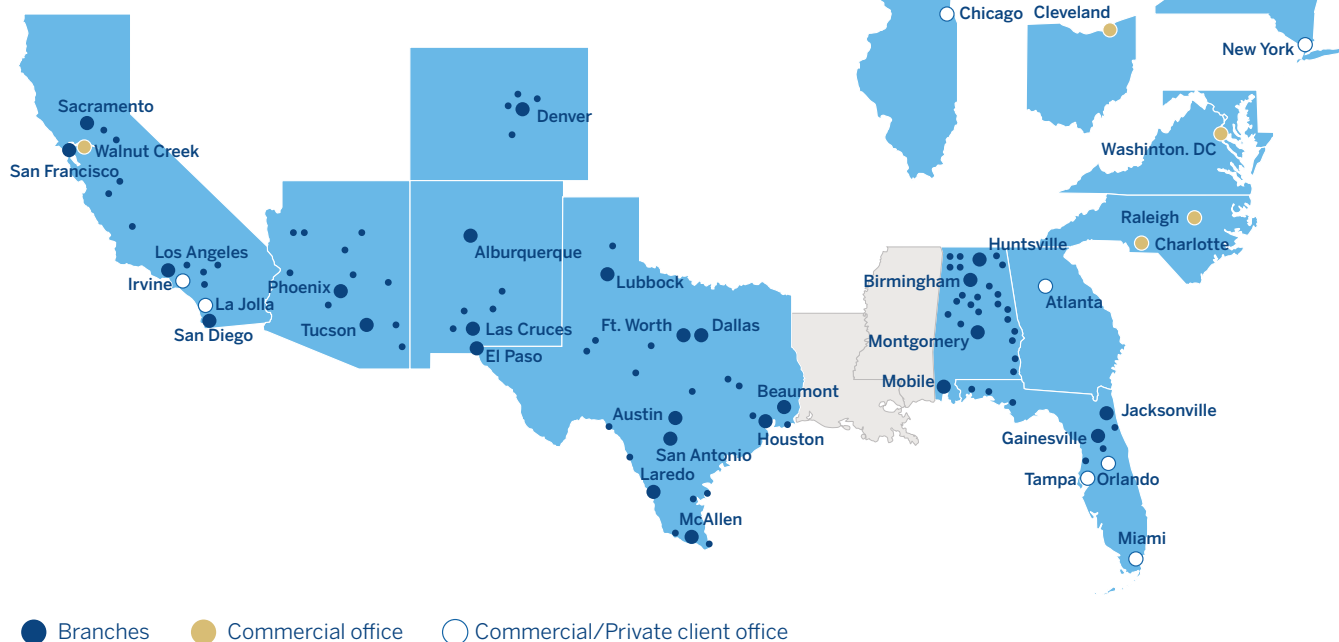 Chicago
Cleveland
New York
Sacramento
Denver
Walnut Creek
San Francisco
Washinton. DC
Raleigh
Charlotte
Huntsville
Los Angeles
Alburquerque
Irvine
Phoenix
Lubbock
Birmingham
La Jolla
Atlanta
San Diego
Tucson
Las Cruces
Ft. Worth
Dallas
El Paso
Montgomery
Mobile
Beaumont
Austin
Jacksonville
Houston
Gainesville
San Antonio
Laredo
Tampa
Orlando
McAllen
Miami
Branches
Commercial office
Commercial/Private client office